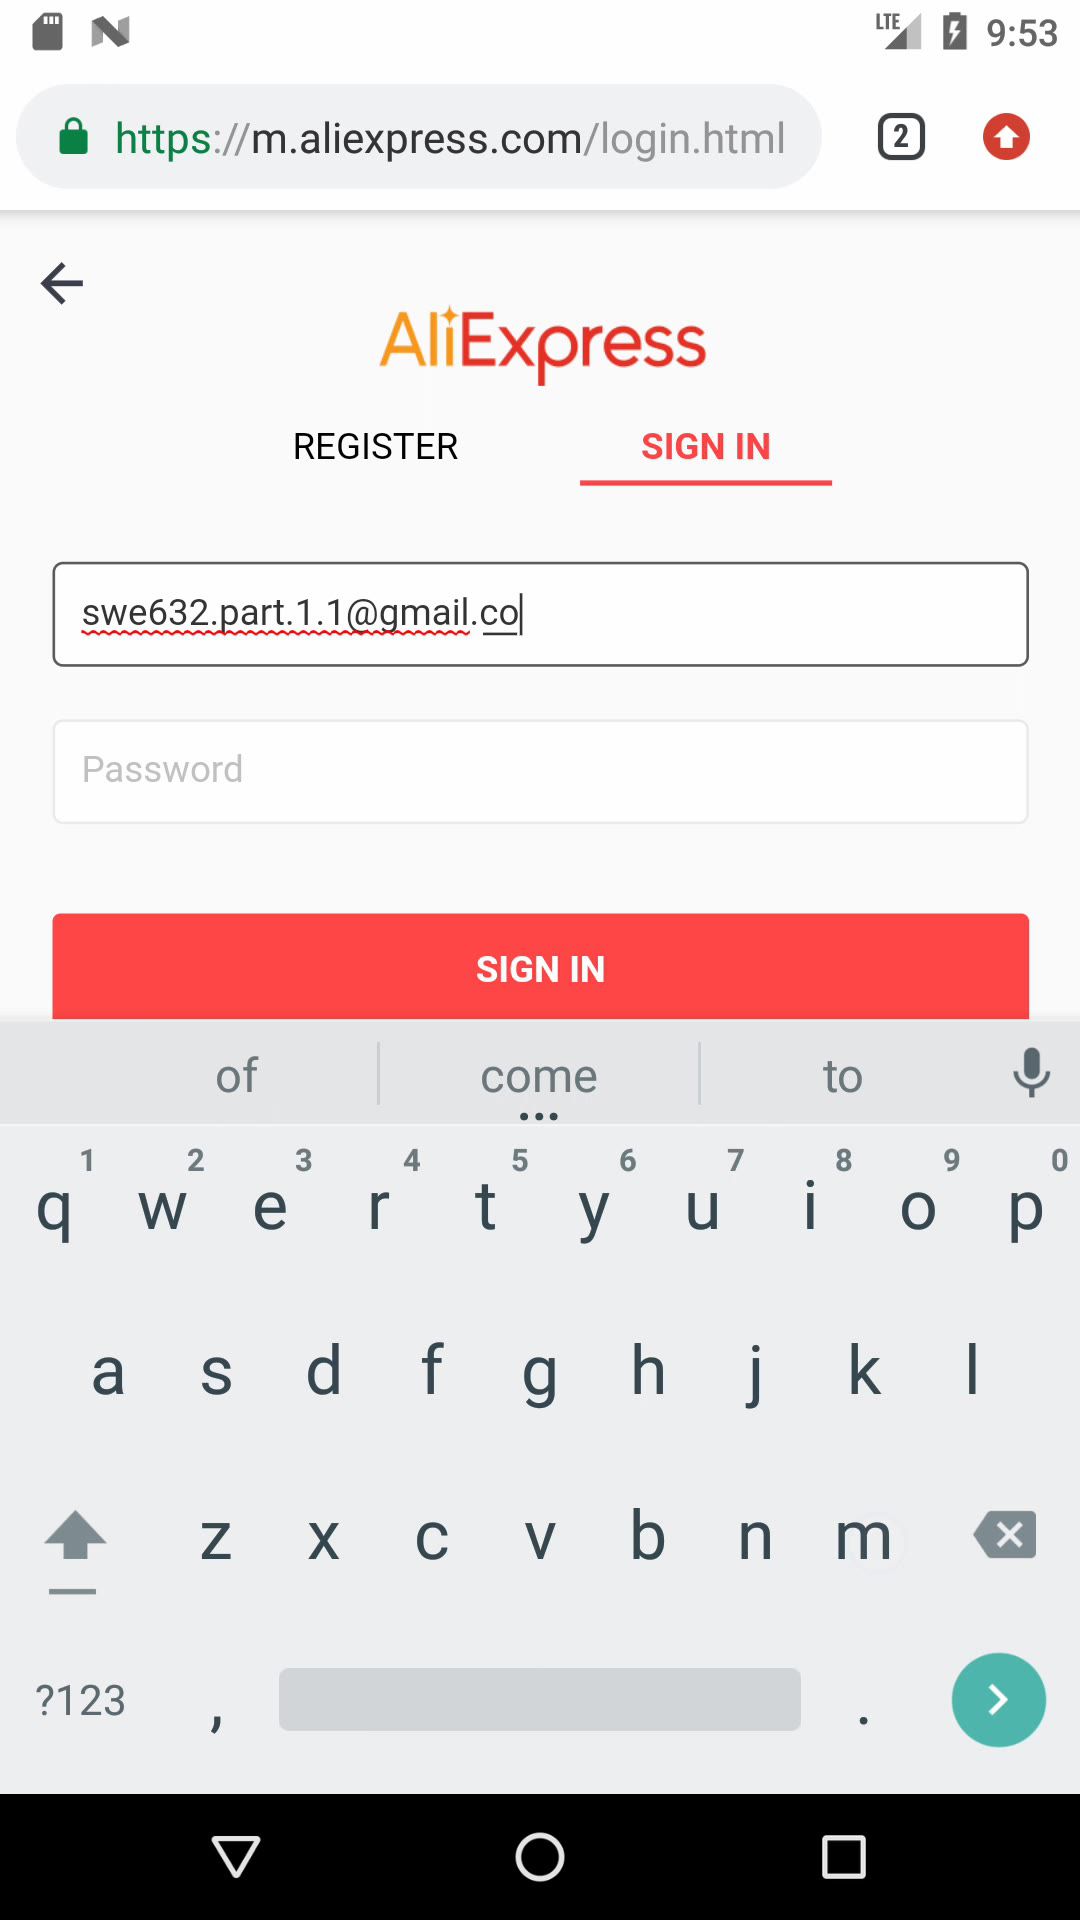 LTE 9:53
https://m.aliexpress.com/login.html 2
AliExpress
REGISTER SIGN IN
swe632.part.1.1@gmail.co
Password
SIGN IN
of come to
1 2 3 4 5 6 7 8 9 0
q w e r t y u i o p
a s d f g h j k l
z x c v b n m
?123 , .